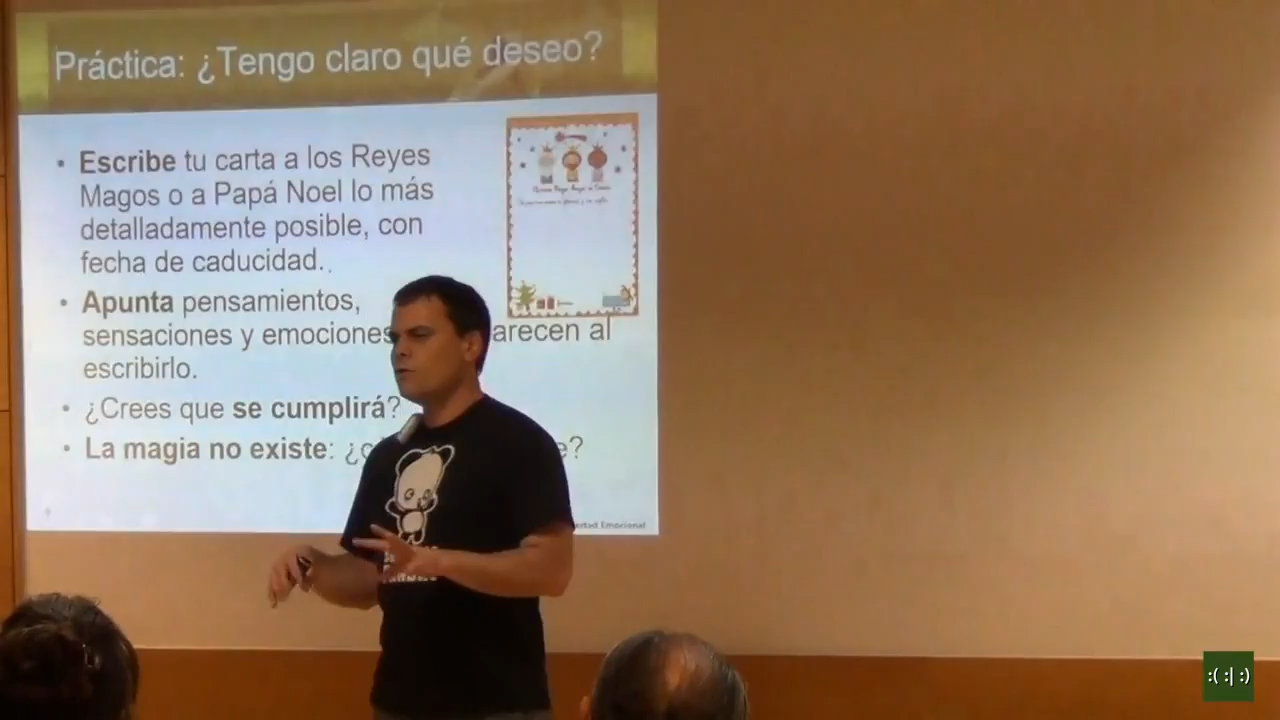 Práctica: ¿Tengo claro qué deseo?
• Escribe tu carta a los Reyes
Magos o a Papá Noel lo más
detalladamente posible, con
fecha de caducidad.
• Apunta pensamientos,
sensaciones y emociones arecen al
escribirlo.
• ¿Crees que se cumplirá?
• La magia no existe: ¿ e?
ertad Emocional
:( :| :)